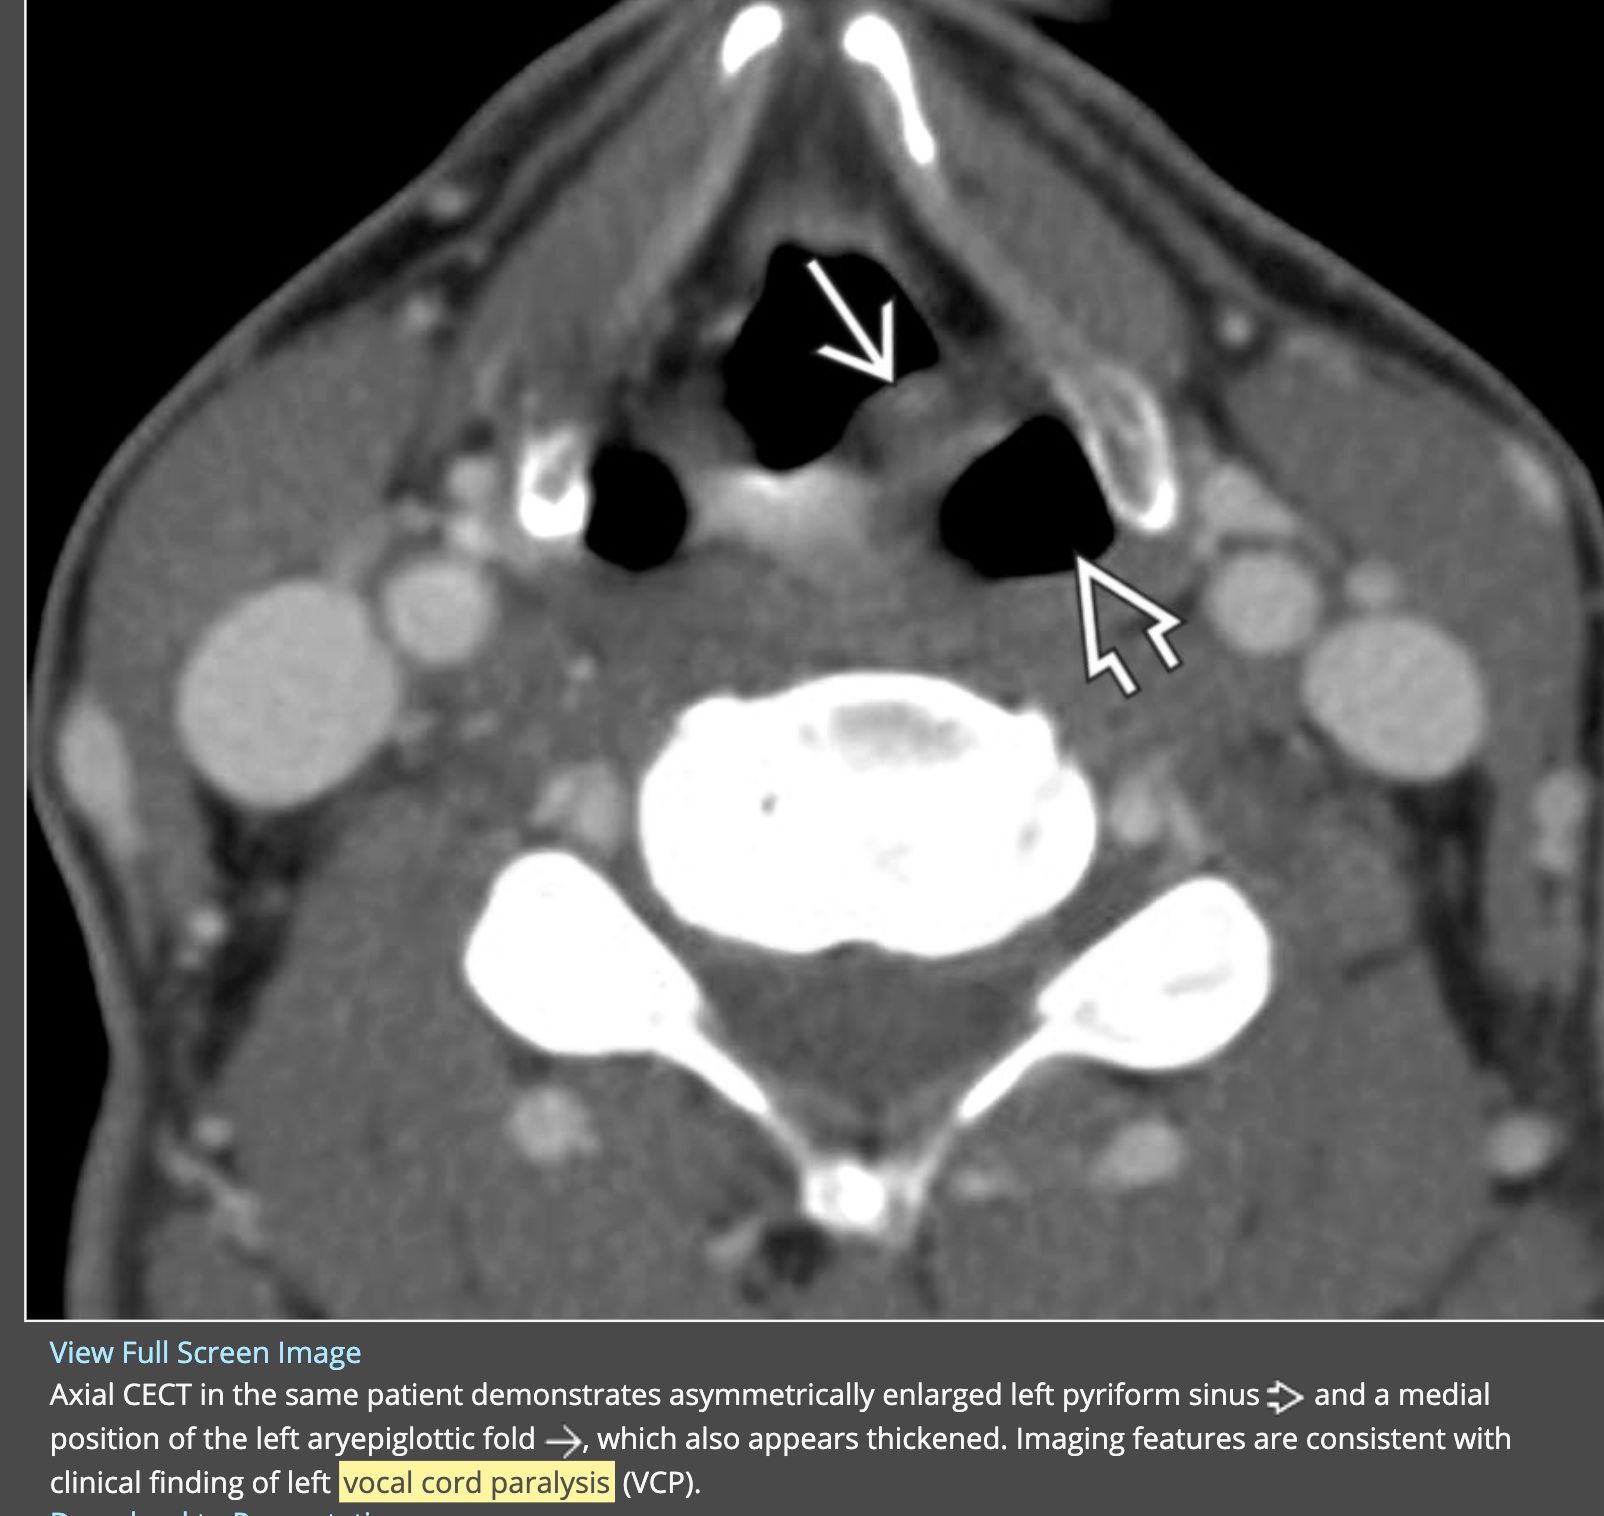 View Full Screen Image
Axial CECT in the same patient demonstrates asymmetrically enlarged left pyriform sinus and a medial
position of the left aryepiglottic fold , which also appears thickened. Imaging features are consistent with
clinical finding of left vocal cord paralysis (VCP).